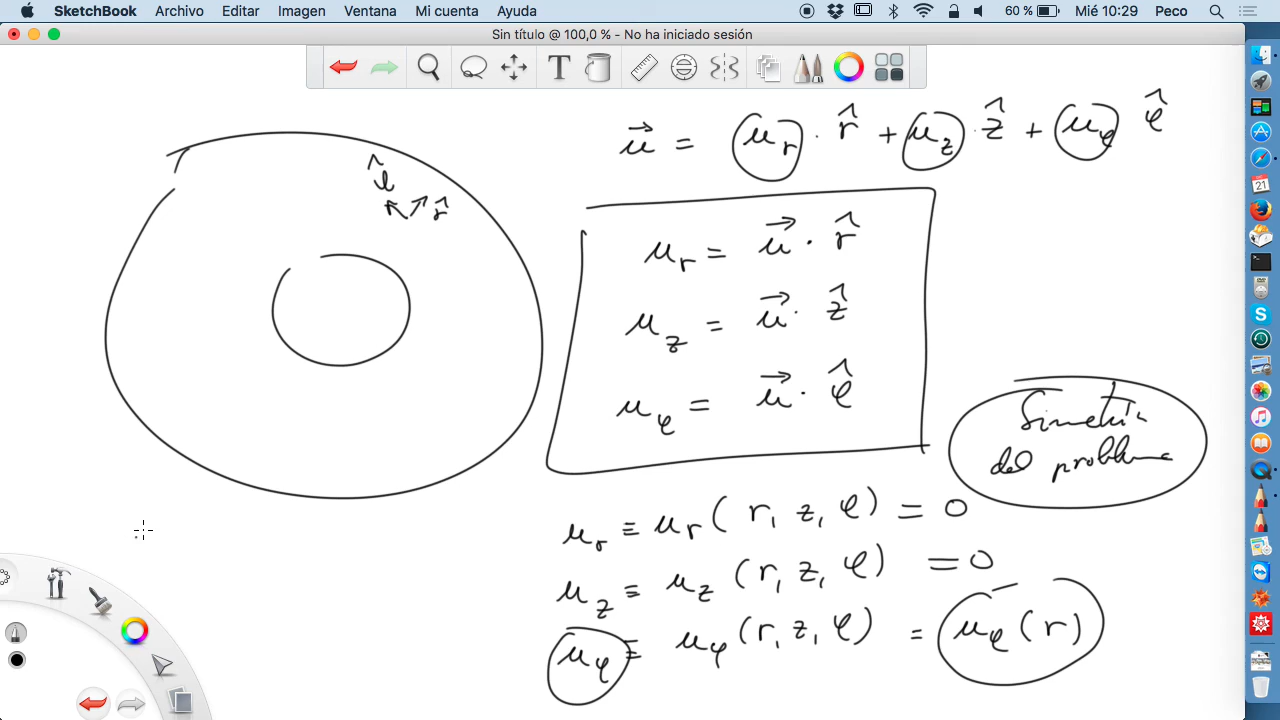 SketchBook Archivo Editar Imagen Ventana Mi cuenta Ayuda 60 % Mié 10:29 Peco
Sin título @ 100,0 % - No ha iniciado sesión
T
21
S
u⃗ = u_r · r̂ + u_z · ẑ + u_φ φ̂
φ̂
r̂
u_r = u⃗ · r̂
u_z = u⃗ · ẑ
u_φ = u⃗ · φ̂
Simetría
del problema
u_r ≡ u_r (r, z, φ) = 0
u_z ≡ u_z (r, z, φ) = 0
u_φ ≡ u_φ (r, z, φ) = u_φ (r)